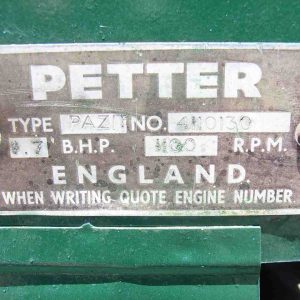 PETTER
TYPE PAZ1 NO.
B.H.P. R.P.M.
ENGLAND.
WHEN WRITING QUOTE ENGINE NUMBER